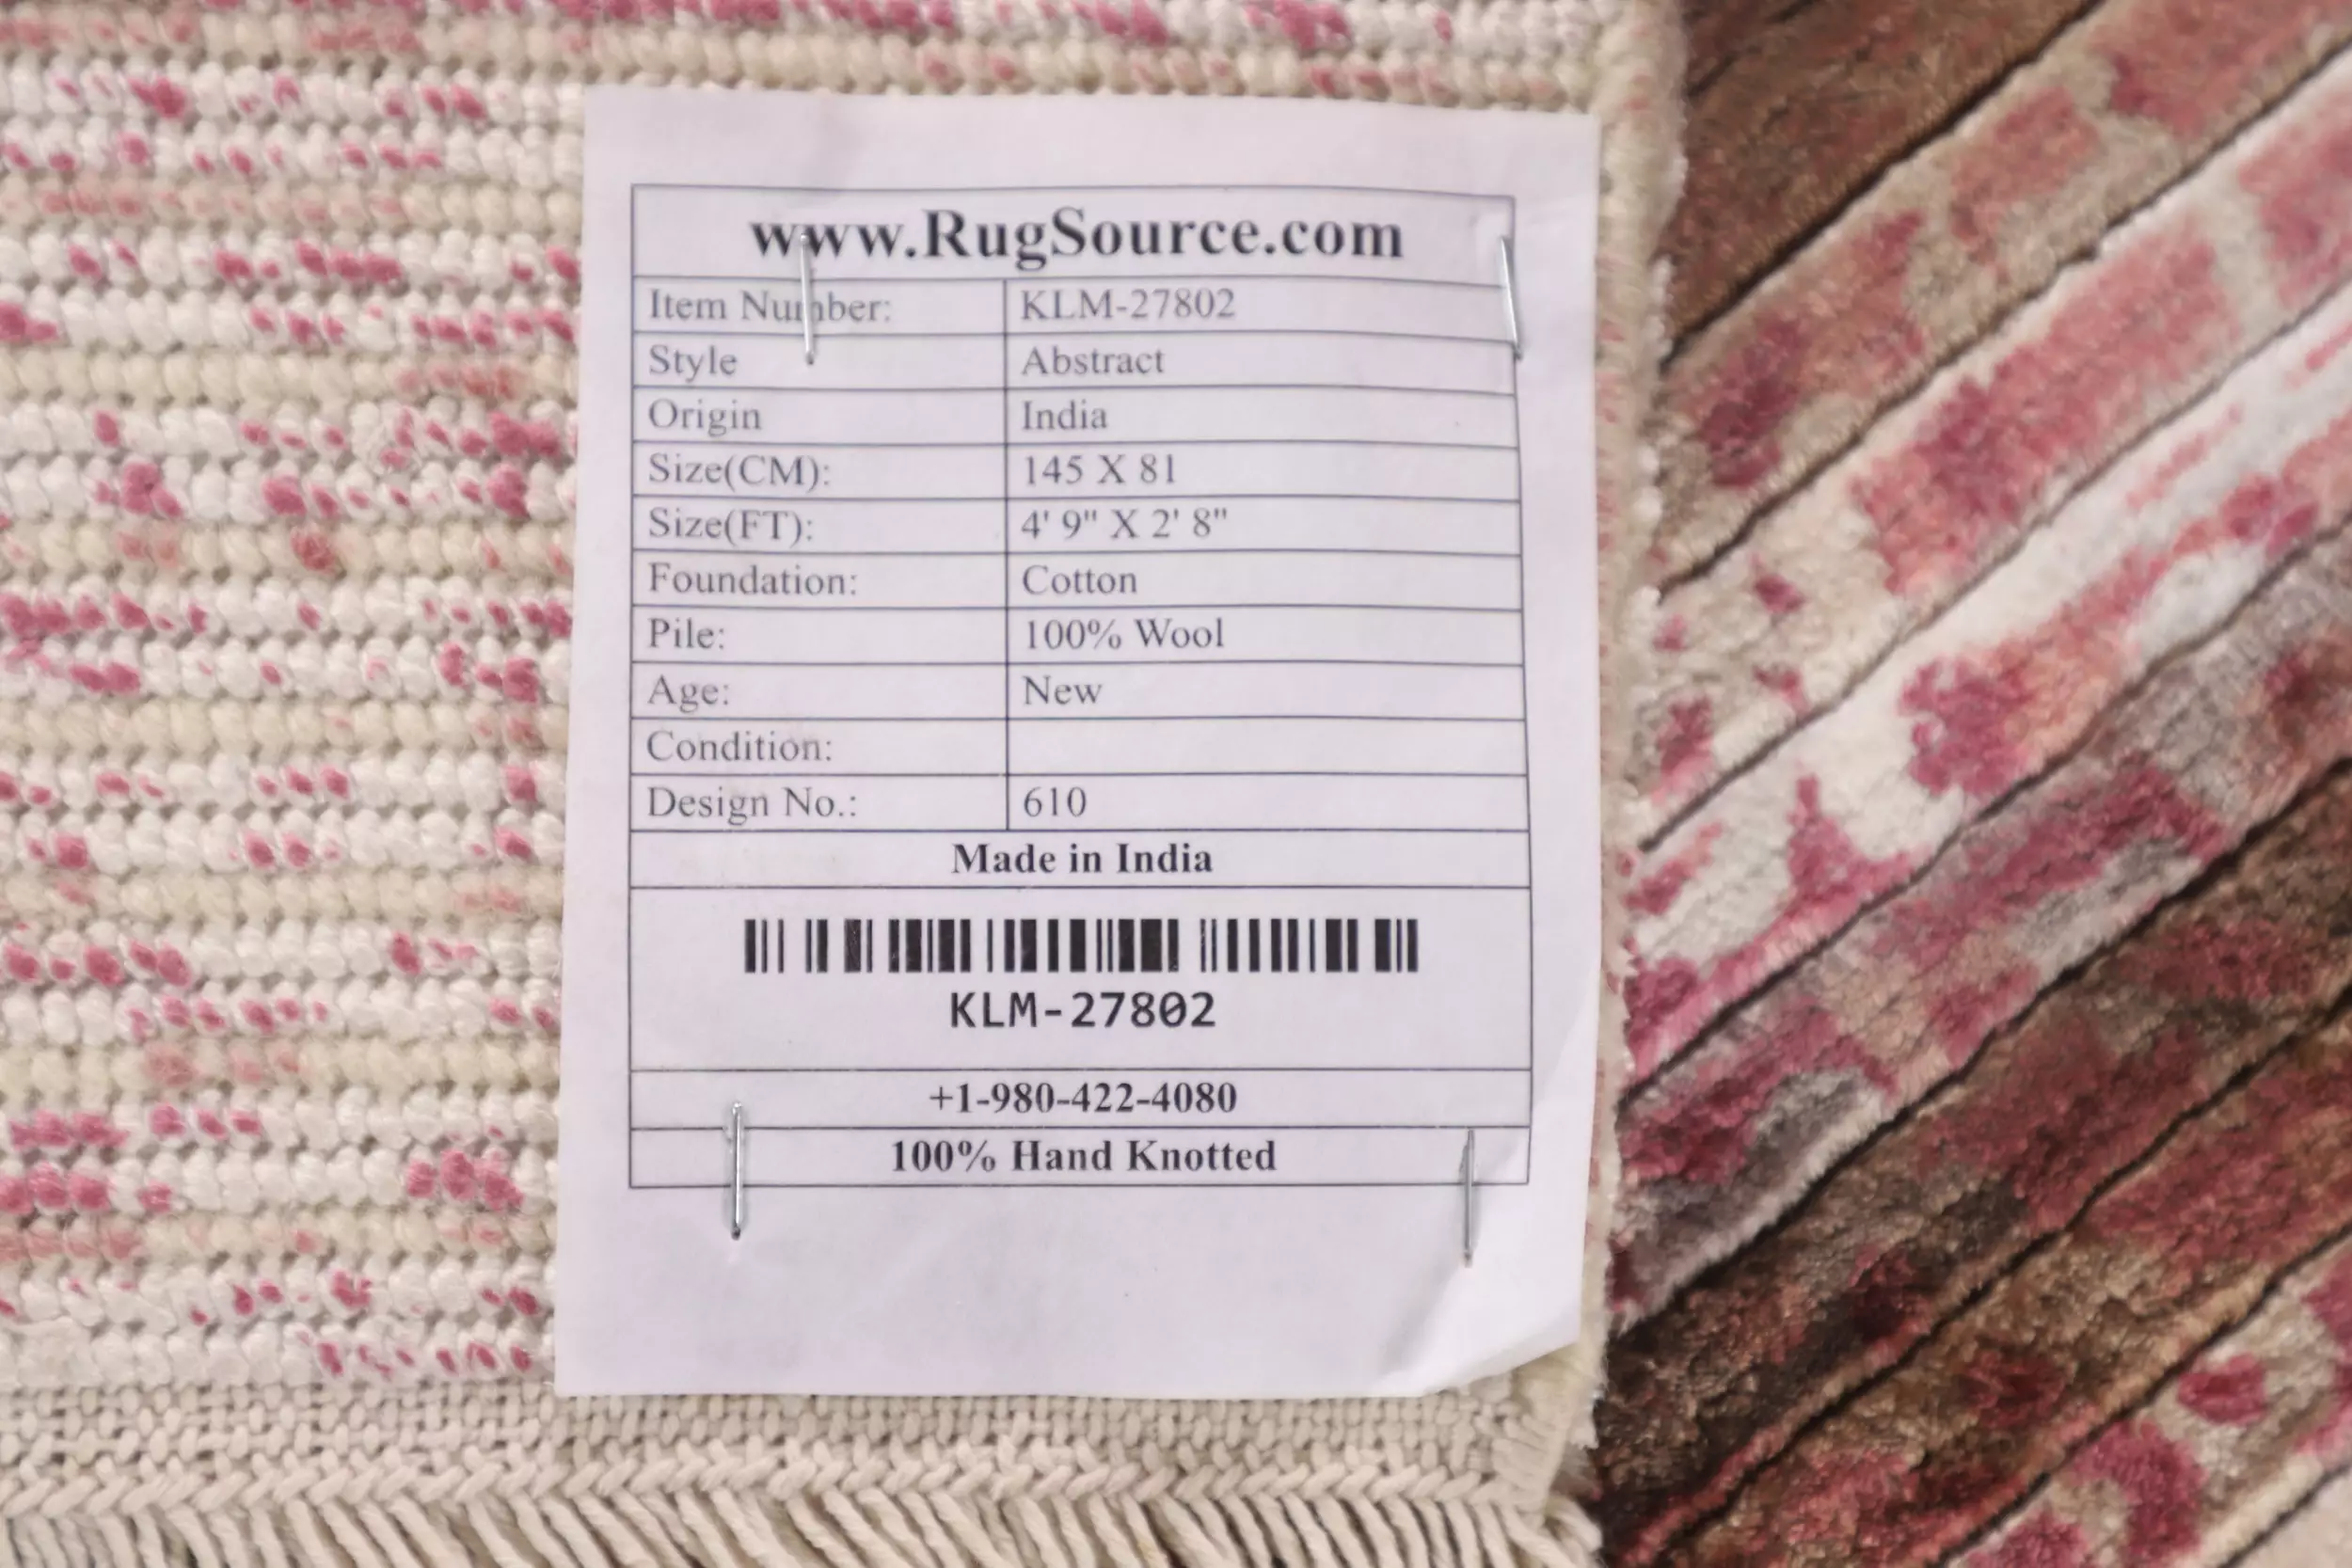 www.RugSource.com
Item Number: KLM-27802
Style Abstract
Origin India
Size(CM): 145 X 81
Size(FT): 4' 9" X 2' 8"
Foundation: Cotton
Pile: 100% Wool
Age: New
Condition:
Design No.: 610
Made in India
KLM-27802
+1-980-422-4080
100% Hand Knotted